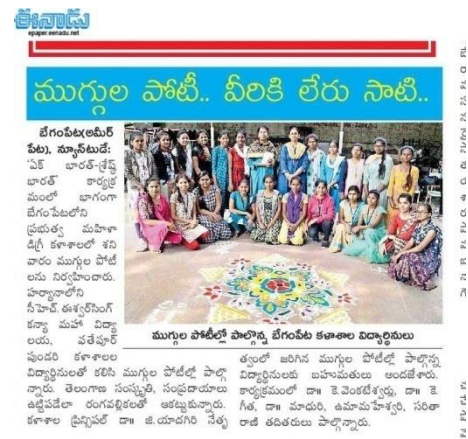 ఈనాడు
epaper.eenadu.net
ముగ్గుల పోటీ.. వీరికి లేరు సాటి..
బేగంపేట(అమీర్
పేట), న్యూస్‌టుడే:
'ఏక్ భారత్-శ్రేష్ఠ్
భారత్ కార్యక్ర
మంలో భాగంగా
బేగంపేటలోని
ప్రభుత్వ మహిళా
డిగ్రీ కళాశాలలో శని
వారం ముగ్గుల పోటీ
లను నిర్వహించారు.
హర్యానాలోని
సీహెచ్. ఈశ్వర్‌సింగ్
కన్యా మహా విద్యా
లయ, ఫతేపూర్
పుండరి కళాశాలల
విద్యార్థినులతో కలిసి ముగ్గుల పోటీల్లో పాల్గొ
న్నారు. తెలంగాణ సంస్కృతి, సంప్రదాయాలు
ఉట్టిపడేలా రంగవల్లికలతో ఆకట్టుకున్నారు.
కళాశాల ప్రిన్సిపల్ డా॥ జి.యాదగిరి నేతృ
ముగ్గుల పోటీల్లో పాల్గొన్న బేగంపేట కళాశాల విద్యార్థినులు
త్వంలో జరిగిన ముగ్గుల పోటీల్లో పాల్గొన్న
విద్యార్థినులకు బహుమతులు అందజేశారు.
కార్యక్రమంలో డా॥ కె.వెంకటేశ్వర్లు, డా॥ కె.
గీత, డా॥ మాధురి, ఉమామహేశ్వరి, సరితా
రాణి తదితరులు పాల్గొన్నారు.